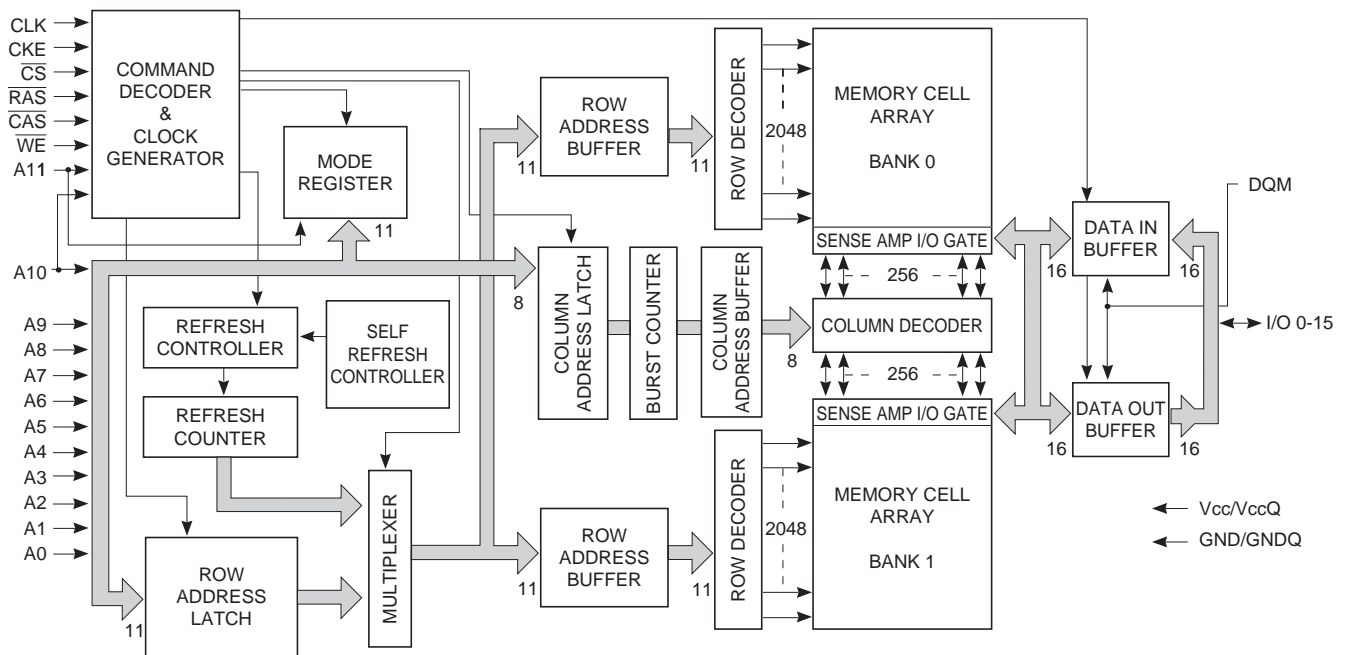 CLK
CKE
CS
RAS
CAS
WE
A11
A10
A9
A8
A7
A6
A5
A4
A3
A2
A1
A0
COMMAND
DECODER
&
CLOCK
GENERATOR
MODE
REGISTER
11
REFRESH
CONTROLLER
SELF
REFRESH
CONTROLLER
REFRESH
COUNTER
ROW
ADDRESS
LATCH
11
MULTIPLEXER
ROW
ADDRESS
BUFFER
11
11
ROW DECODER
2048
MEMORY CELL
ARRAY
BANK 0
SENSE AMP I/O GATE
256
COLUMN
ADDRESS LATCH
8
BURST COUNTER
COLUMN
ADDRESS BUFFER
8
COLUMN DECODER
256
SENSE AMP I/O GATE
MEMORY CELL
ARRAY
BANK 1
ROW
ADDRESS
BUFFER
11
11
ROW DECODER
2048
DATA IN
BUFFER
16
16
DQM
I/O 0-15
DATA OUT
BUFFER
16
16
Vcc/VccQ
GND/GNDQ